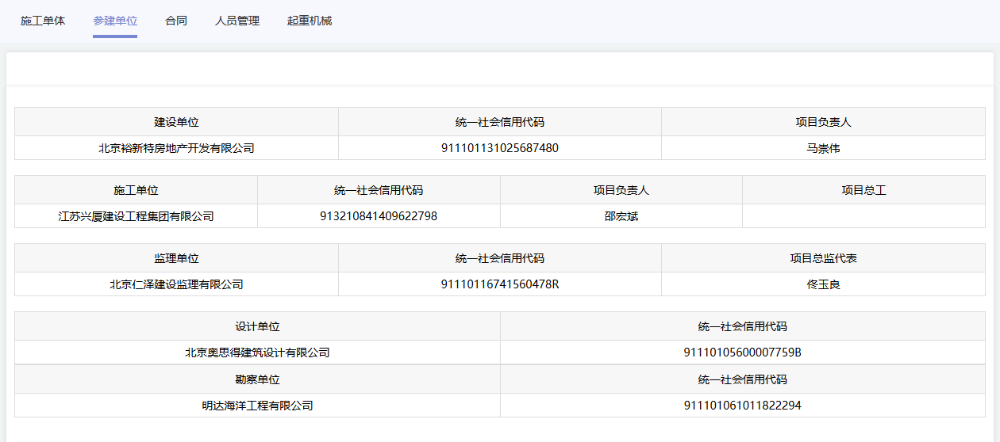 施工单体 参建单位 合同 人员管理 起重机械
建设单位 统一社会信用代码 项目负责人
北京裕新特房地产开发有限公司 911101131025687480 马崇伟
施工单位 统一社会信用代码 项目负责人 项目总工
江苏兴厦建设工程集团有限公司 913210841409622798 邵宏斌
监理单位 统一社会信用代码 项目总监代表
北京仁泽建设监理有限公司 91110116741560478R 佟玉良
设计单位 统一社会信用代码
北京奥思得建筑设计有限公司 91110105600007759B
勘察单位 统一社会信用代码
明达海洋工程有限公司 911101061011822294